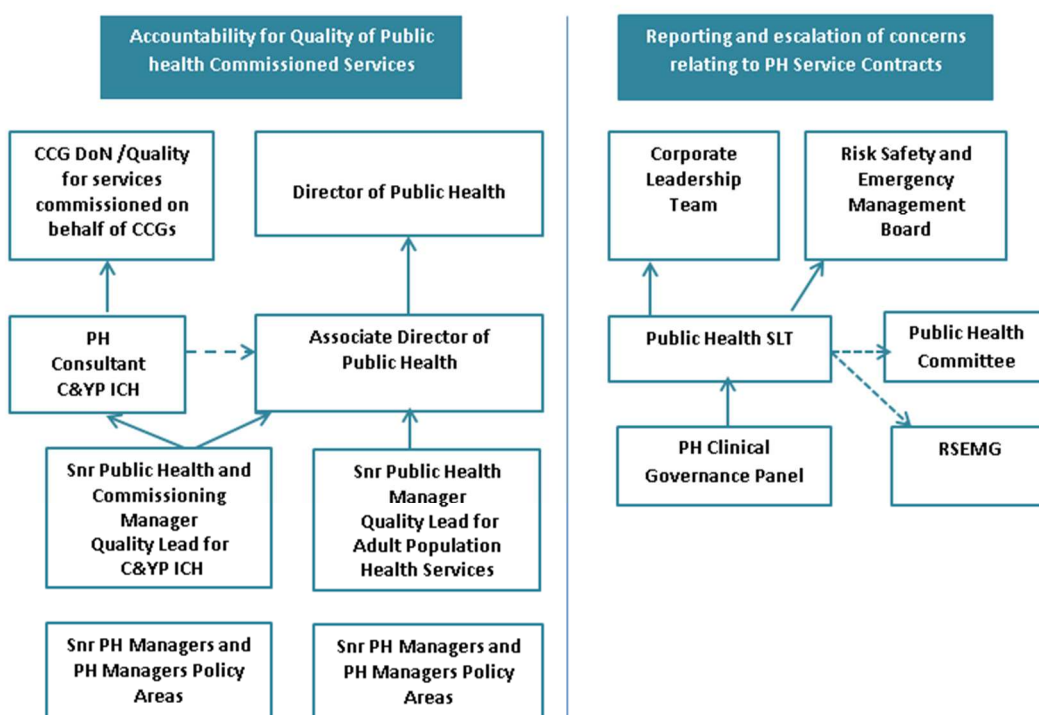 Accountability for Quality of Public
health Commissioned Services
Reporting and escalation of concerns
relating to PH Service Contracts
CCG DoN /Quality
for services
commissioned on
behalf of CCGs
Director of Public Health
Corporate
Leadership
Team
Risk Safety and
Emergency
Management
Board
PH
Consultant
C&YP ICH
Associate Director of
Public Health
Public Health SLT
Public Health
Committee
Snr Public Health and
Commissioning
Manager
Quality Lead for
C&YP ICH
Snr Public Health
Manager
Quality Lead for
Adult Population
Health Services
PH Clinical
Governance Panel
RSEMG
Snr PH Managers and
PH Managers Policy
Areas
Snr PH Managers and
PH Managers Policy
Areas